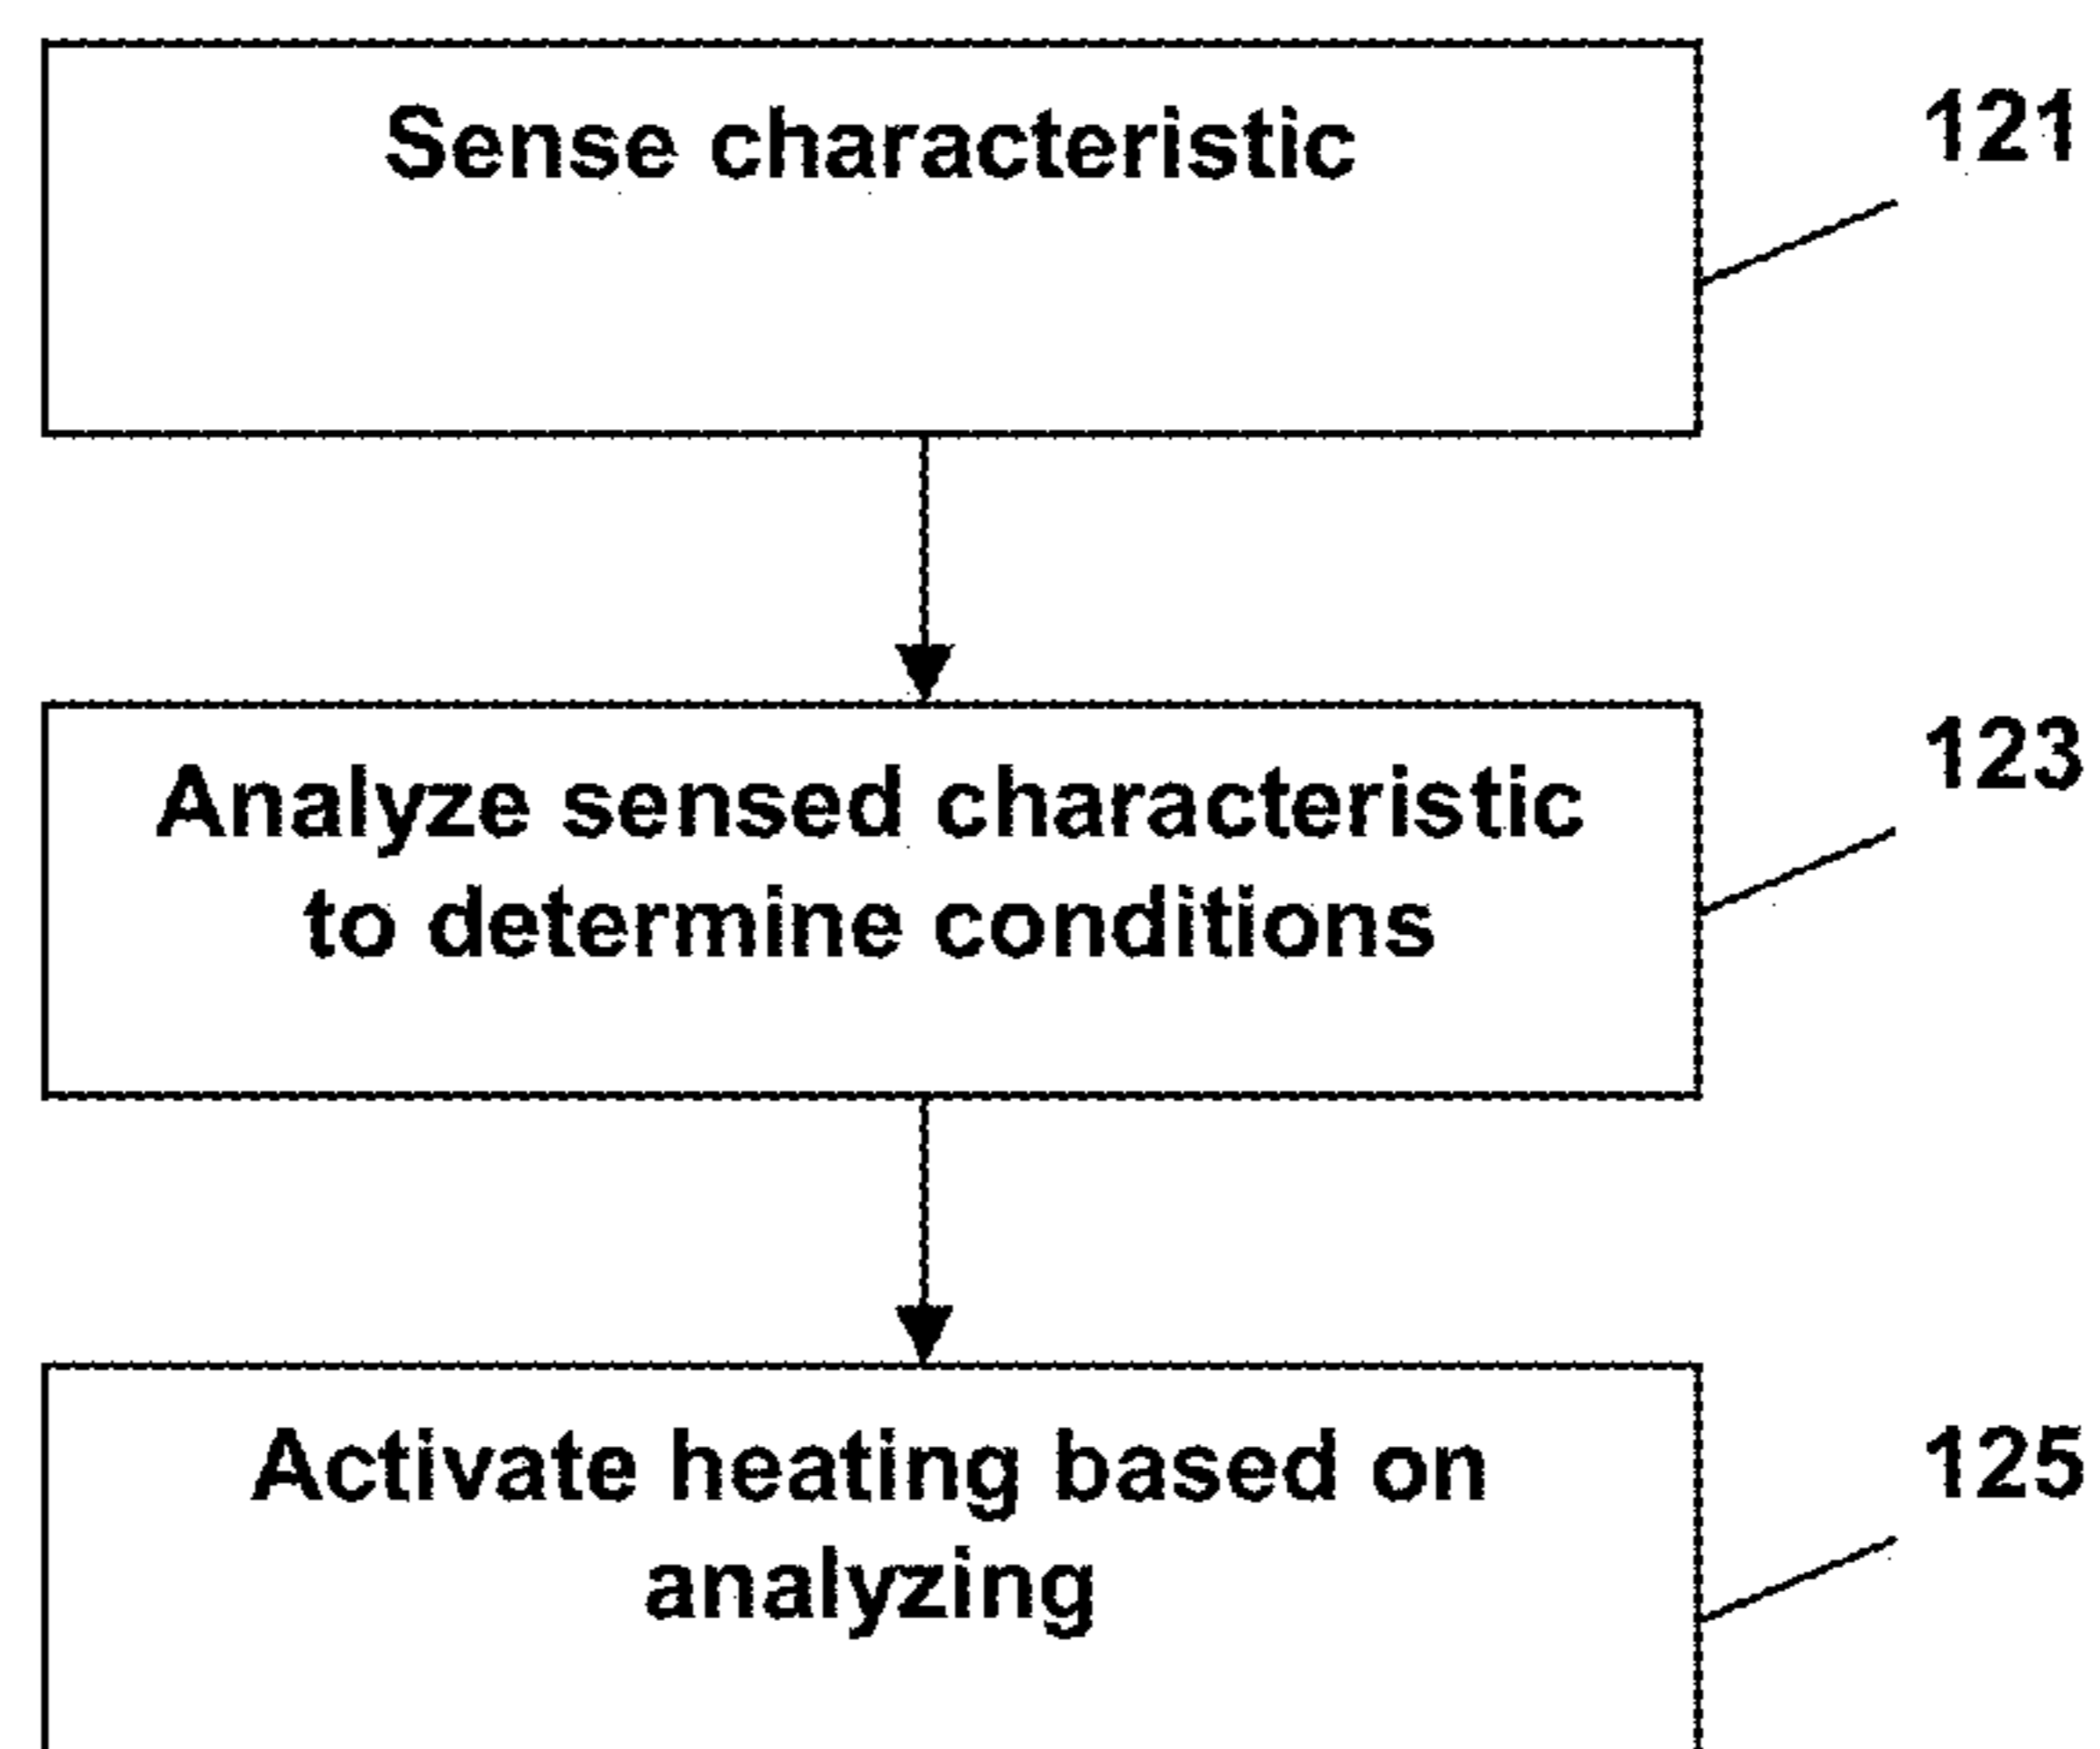 Sense characteristic
121
Analyze sensed characteristic
to determine conditions
123
Activate heating based on
analyzing
125